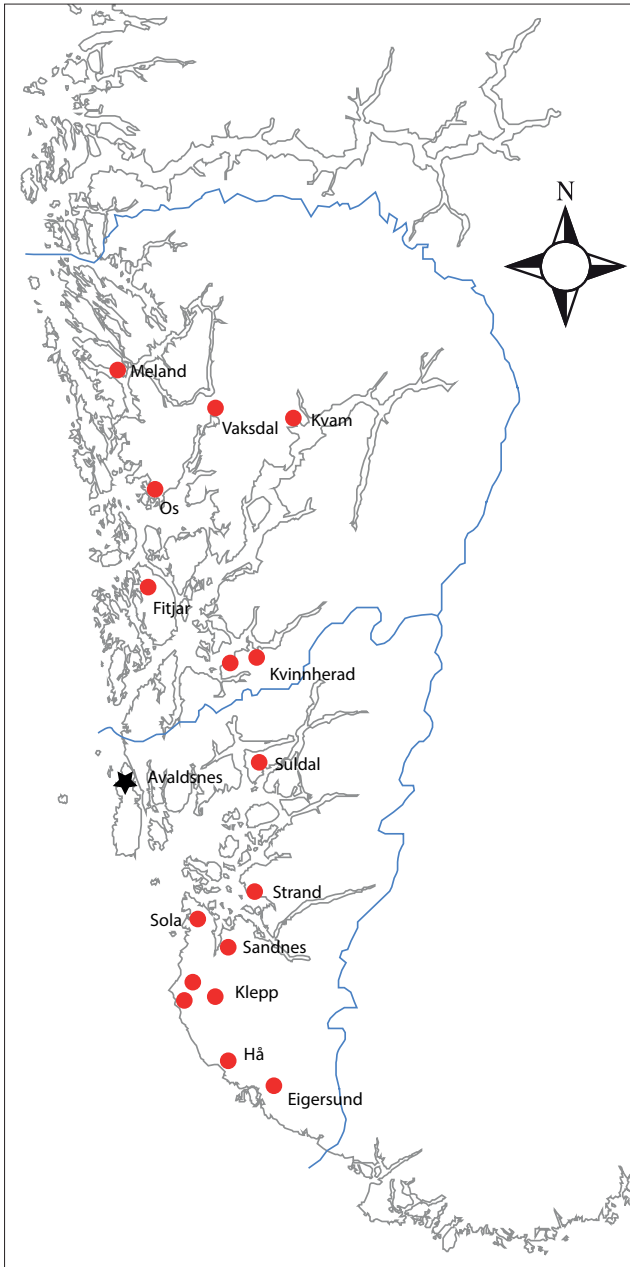 N
Meland
Vaksdal
Kvam
Os
Fitjar
Kvinnherad
Suldal
Avaldsnes
Strand
Sola
Sandnes
Klepp
Hå
Eigersund